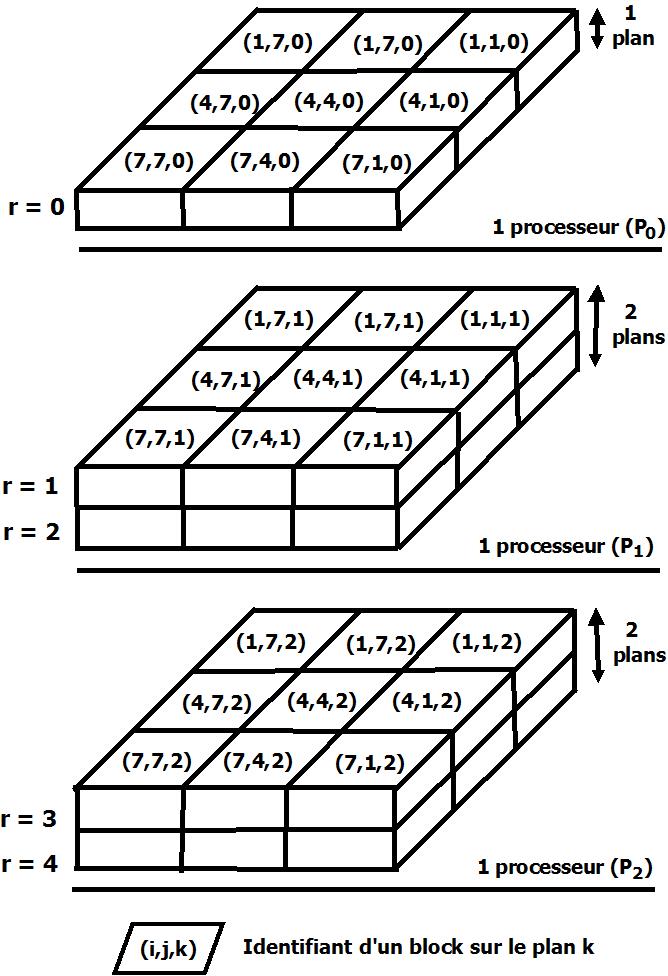 1 plan
(1,7,0) (1,7,0) (1,1,0)
(4,7,0) (4,4,0) (4,1,0)
(7,7,0) (7,4,0) (7,1,0)
r = 0
1 processeur (P0)
2 plans
(1,7,1) (1,7,1) (1,1,1)
(4,7,1) (4,4,1) (4,1,1)
(7,7,1) (7,4,1) (7,1,1)
r = 1
r = 2
1 processeur (P1)
2 plans
(1,7,2) (1,7,2) (1,1,2)
(4,7,2) (4,4,2) (4,1,2)
(7,7,2) (7,4,2) (7,1,2)
r = 3
r = 4
1 processeur (P2)
(i,j,k) Identifiant d'un block sur le plan k